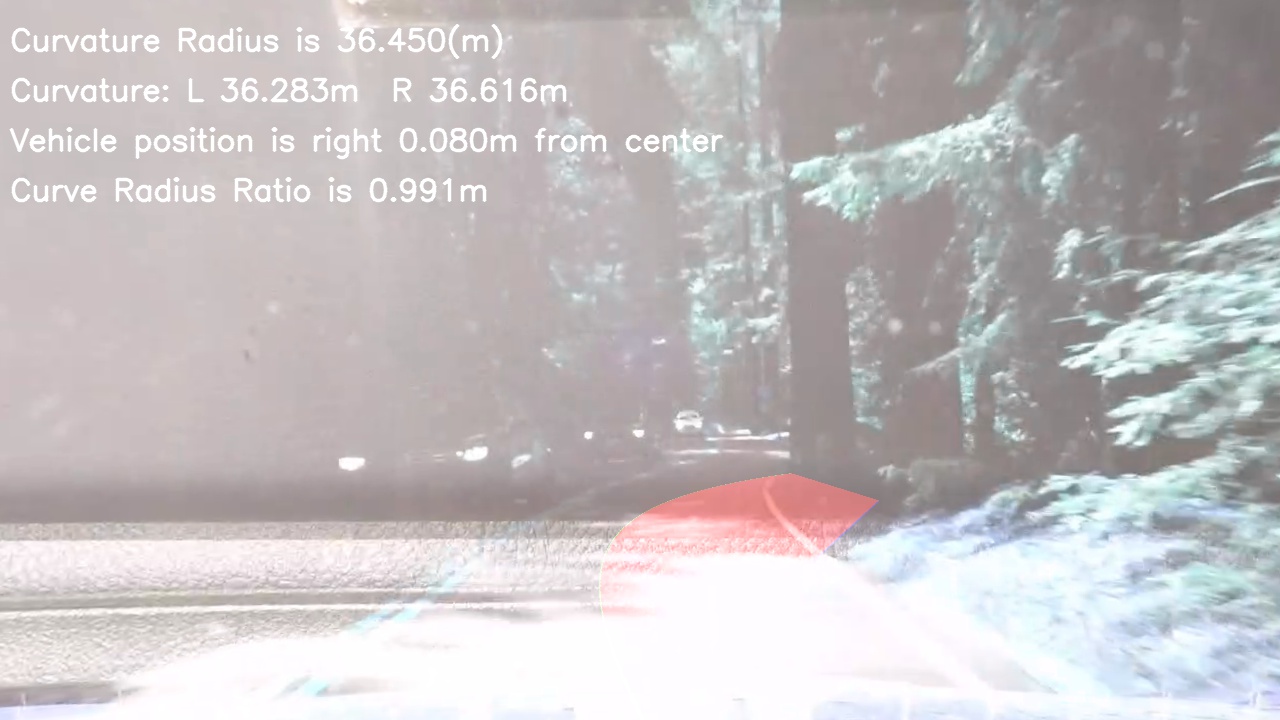 Curvature Radius is 36.450(m)
Curvature: L 36.283m R 36.616m
Vehicle position is right 0.080m from center
Curve Radius Ratio is 0.991m